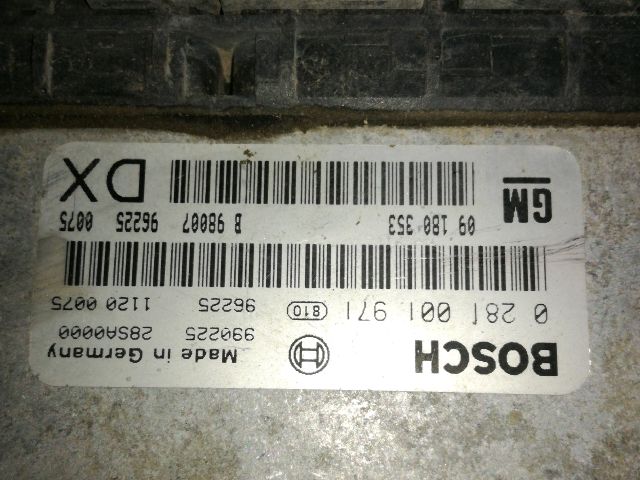 BOSCH
Made in Germany
990225 28SA0000
0 281 001 971 810 96225 1120 0075
09 180 353 B 98007 96225 0075
GM DX